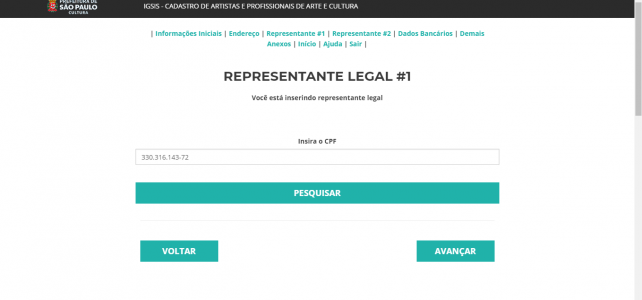 PREFEITURA DE
SÃO PAULO
CULTURA
IGSIS - CADASTRO DE ARTISTAS E PROFISSIONAIS DE ARTE E CULTURA
| Informações Iniciais | Endereço | Representante #1 | Representante #2 | Dados Bancários | Demais
Anexos | Início | Ajuda | Sair |
REPRESENTANTE LEGAL #1
Você está inserindo representante legal
Insira o CPF
330.316.143-72
PESQUISAR
VOLTAR
AVANÇAR